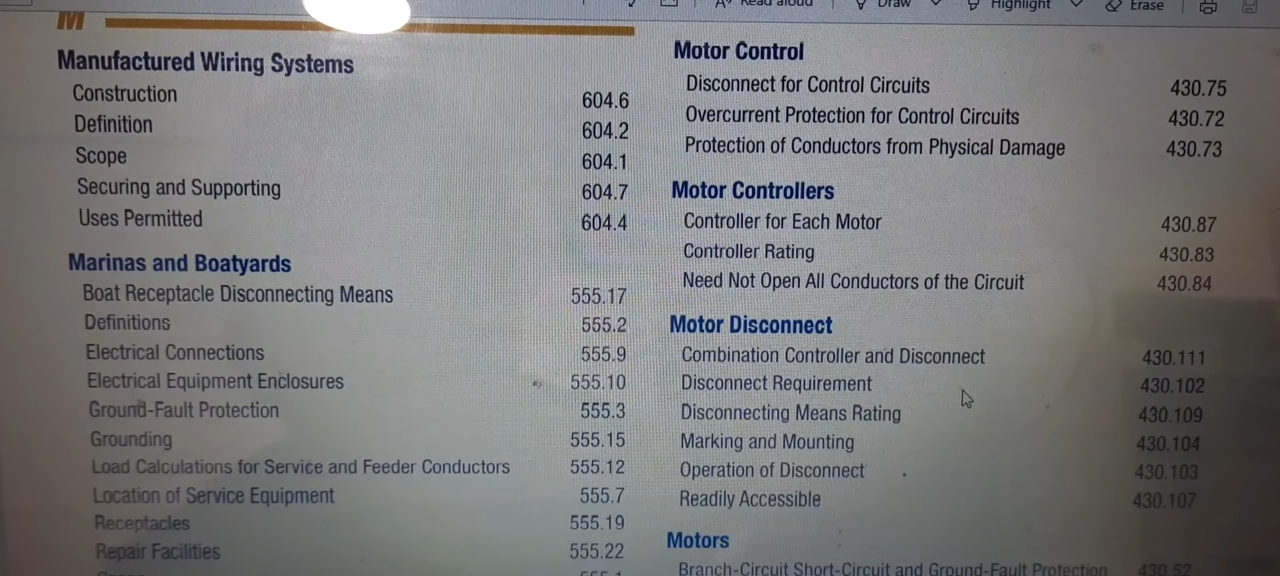 Read aloud
Draw
Highlight
Erase
M
Manufactured Wiring Systems
Construction 604.6
Definition 604.2
Scope 604.1
Securing and Supporting 604.7
Uses Permitted 604.4
Marinas and Boatyards
Boat Receptacle Disconnecting Means 555.17
Definitions 555.2
Electrical Connections 555.9
Electrical Equipment Enclosures 555.10
Ground-Fault Protection 555.3
Grounding 555.15
Load Calculations for Service and Feeder Conductors 555.12
Location of Service Equipment 555.7
Receptacles 555.19
Repair Facilities 555.22
Motor Control
Disconnect for Control Circuits 430.75
Overcurrent Protection for Control Circuits 430.72
Protection of Conductors from Physical Damage 430.73
Motor Controllers
Controller for Each Motor 430.87
Controller Rating 430.83
Need Not Open All Conductors of the Circuit 430.84
Motor Disconnect
Combination Controller and Disconnect 430.111
Disconnect Requirement 430.102
Disconnecting Means Rating 430.109
Marking and Mounting 430.104
Operation of Disconnect 430.103
Readily Accessible 430.107
Motors
Branch-Circuit Short-Circuit and Ground-Fault Protection 430.52